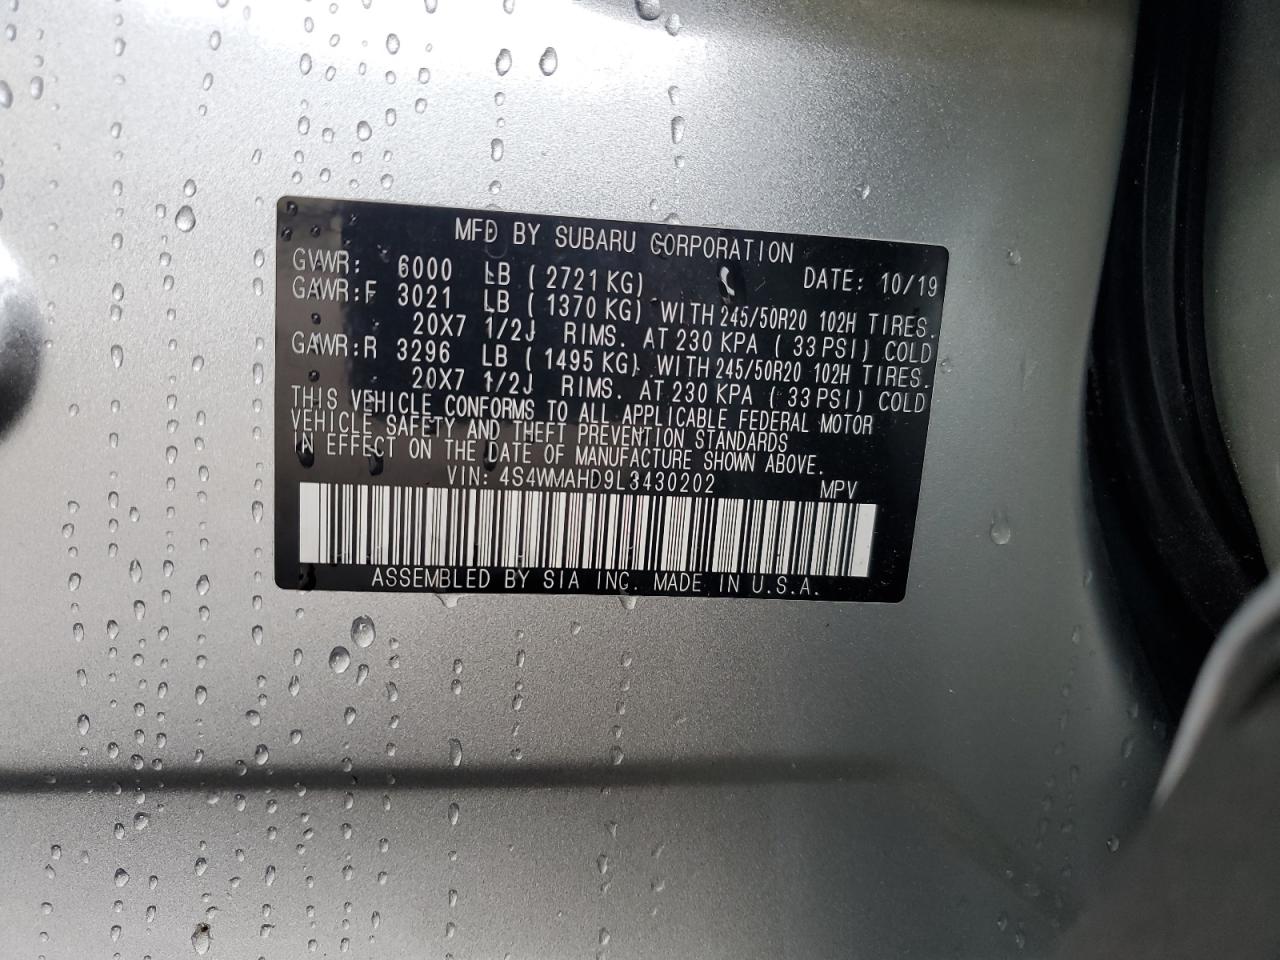 MFD BY SUBARU CORPORATION
GVWR: 6000 LB ( 2721 KG) DATE: 10/19
GAWR:F 3021 LB ( 1370 KG) WITH 245/50R20 102H TIRES.
20X7 1/2J RIMS. AT 230 KPA ( 33 PSI) COLD
GAWR:R 3296 LB ( 1495 KG) WITH 245/50R20 102H TIRES.
20X7 1/2J RIMS. AT 230 KPA ( 33 PSI) COLD
THIS VEHICLE CONFORMS TO ALL APPLICABLE FEDERAL MOTOR
VEHICLE SAFETY AND THEFT PREVENTION STANDARDS
IN EFFECT ON THE DATE OF MANUFACTURE SHOWN ABOVE.
VIN: 4S4WMAHD9L3430202 MPV
ASSEMBLED BY SIA INC. MADE IN U.S.A.